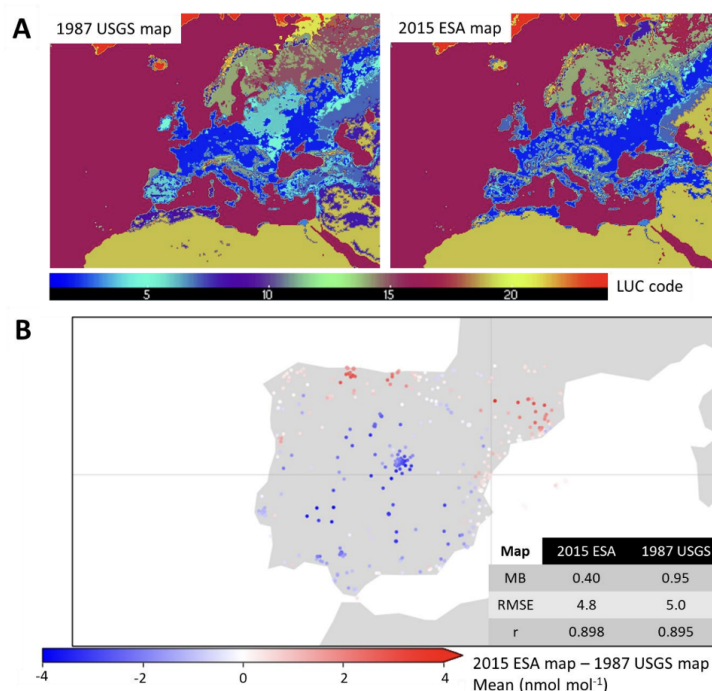 A
1987 USGS map
2015 ESA map
5 10 15 20
LUC code
B
Map 2015 ESA 1987 USGS
MB 0.40 0.95
RMSE 4.8 5.0
r 0.898 0.895
-4 -2 0 2 4
2015 ESA map – 1987 USGS map
Mean (nmol mol⁻¹)